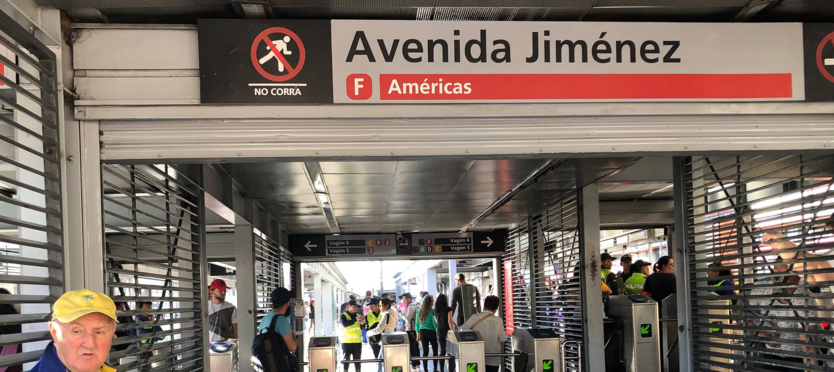 NO CORRA
Avenida Jiménez
F Américas
Vagón 4
Vagón 5
Vagón 4
Vagón 5